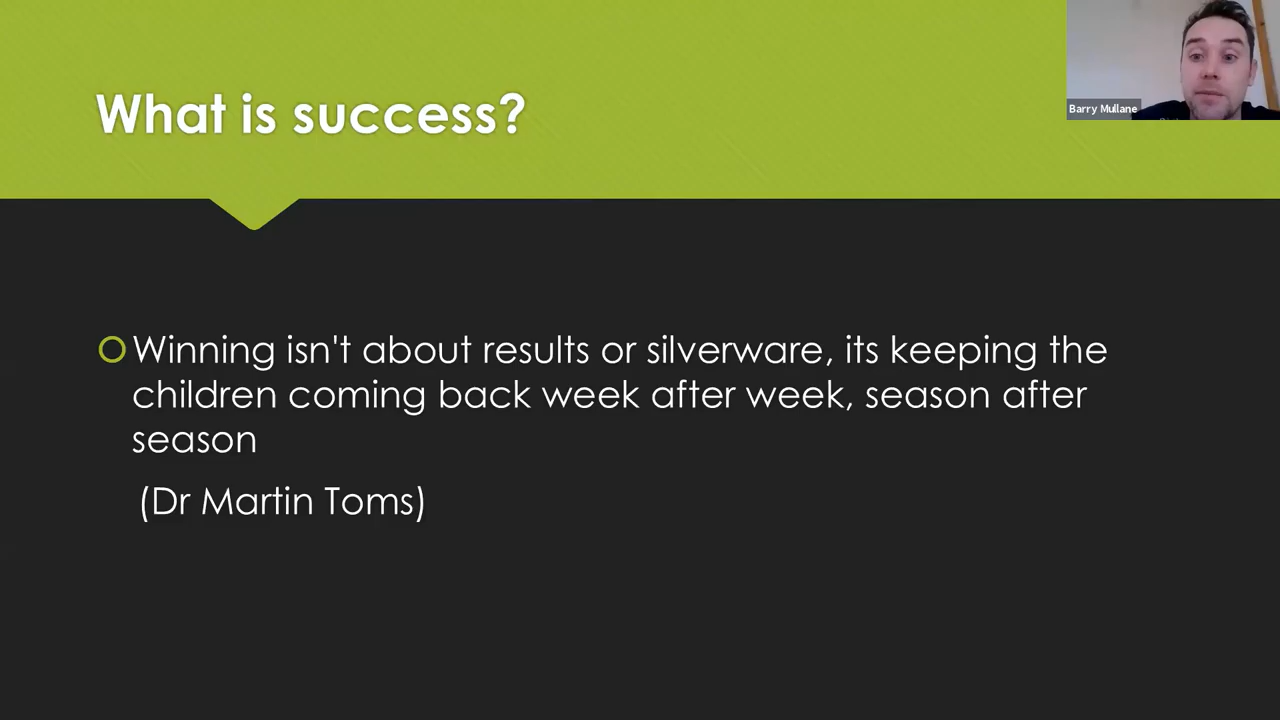 What is success?
Barry Mullane
Winning isn't about results or silverware, its keeping the
children coming back week after week, season after
season
(Dr Martin Toms)